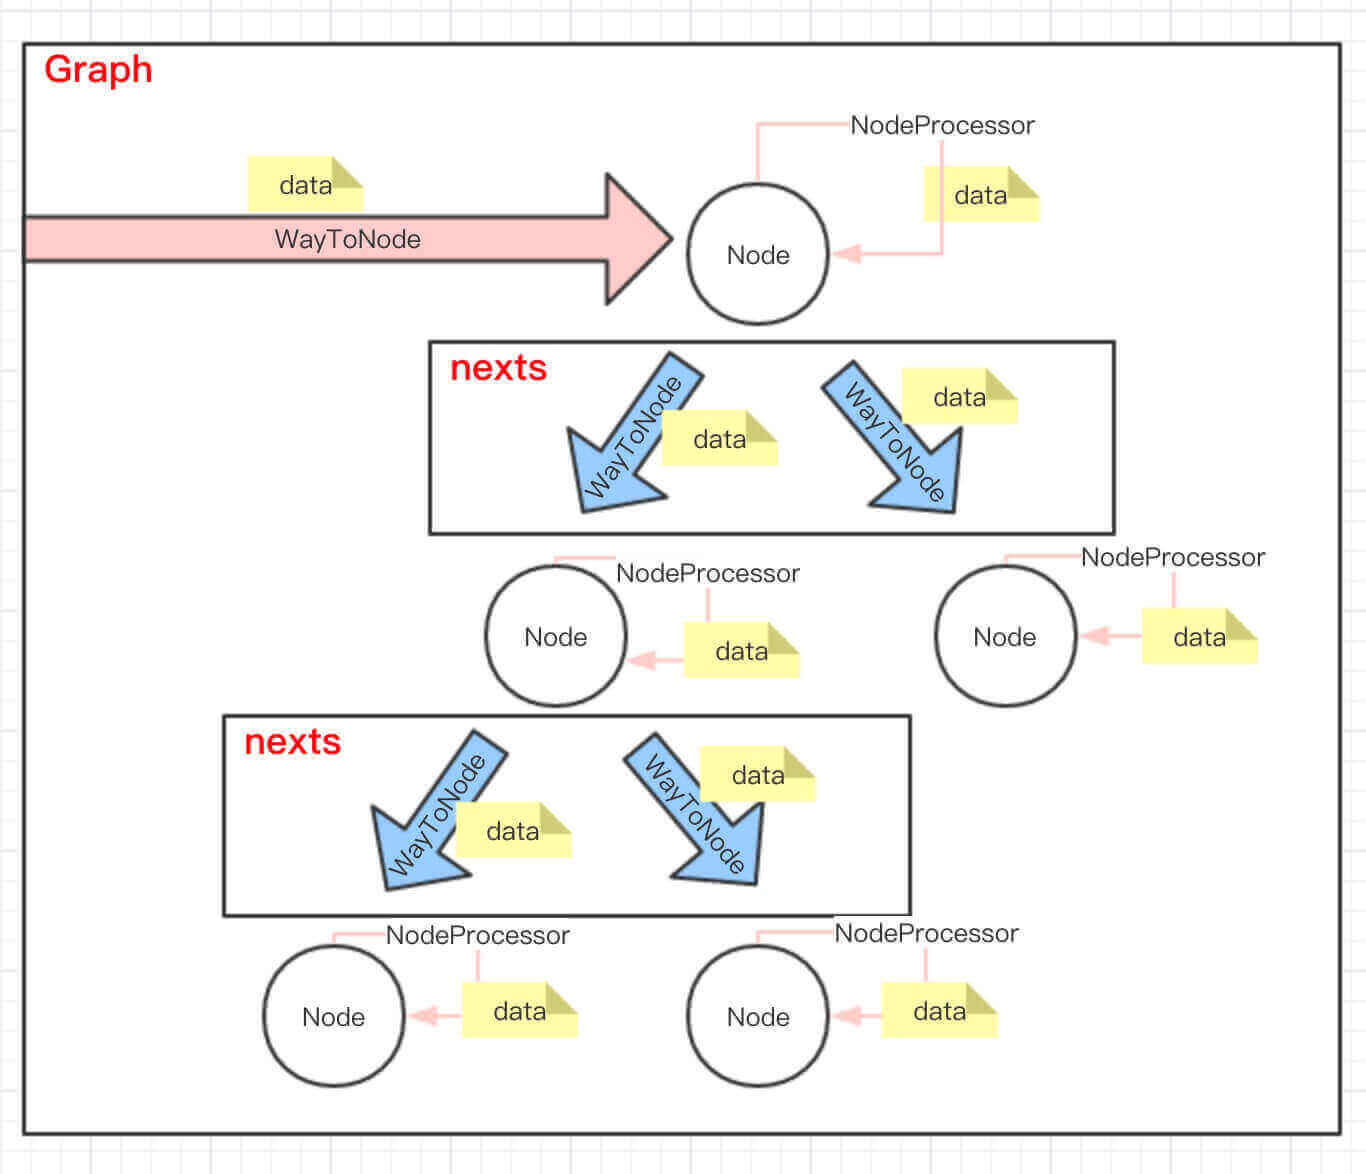 Graph
NodeProcessor
data
data
WayToNode
Node
nexts
WayToNode
data
WayToNode
data
NodeProcessor
Node
data
NodeProcessor
Node
data
nexts
WayToNode
data
WayToNode
data
NodeProcessor
Node
data
NodeProcessor
Node
data